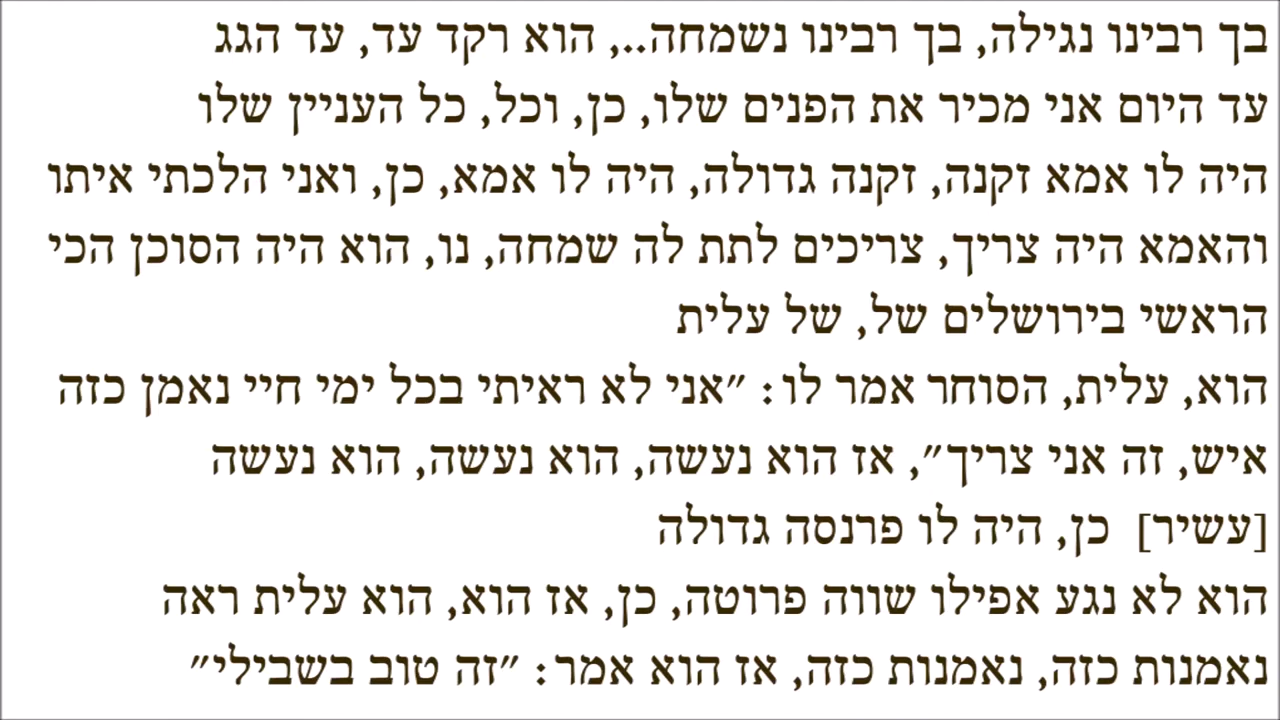 בך רבינו נגילה, בך רבינו נשמחה.., הוא רקד עד, עד הגג
עד היום אני מכיר את הפנים שלו, כן, וכל, כל העניין שלו
היה לו אמא זקנה, זקנה גדולה, היה לו אמא, כן, ואני הלכתי איתו
והאמא היה צריך, צריכים לתת לה שמחה, נו, הוא היה הסוכן הכי
הראשי בירושלים של, של עלית
הוא, עלית, הסוחר אמר לו: "אני לא ראיתי בכל ימי חיי נאמן כזה
איש, זה אני צריך", אז הוא נעשה, הוא נעשה, הוא נעשה
[עשיר] כן, היה לו פרנסה גדולה
הוא לא נגע אפילו שווה פרוטה, כן, אז הוא, הוא עלית ראה
נאמנות כזה, נאמנות כזה, אז הוא אמר: "זה טוב בשבילי"